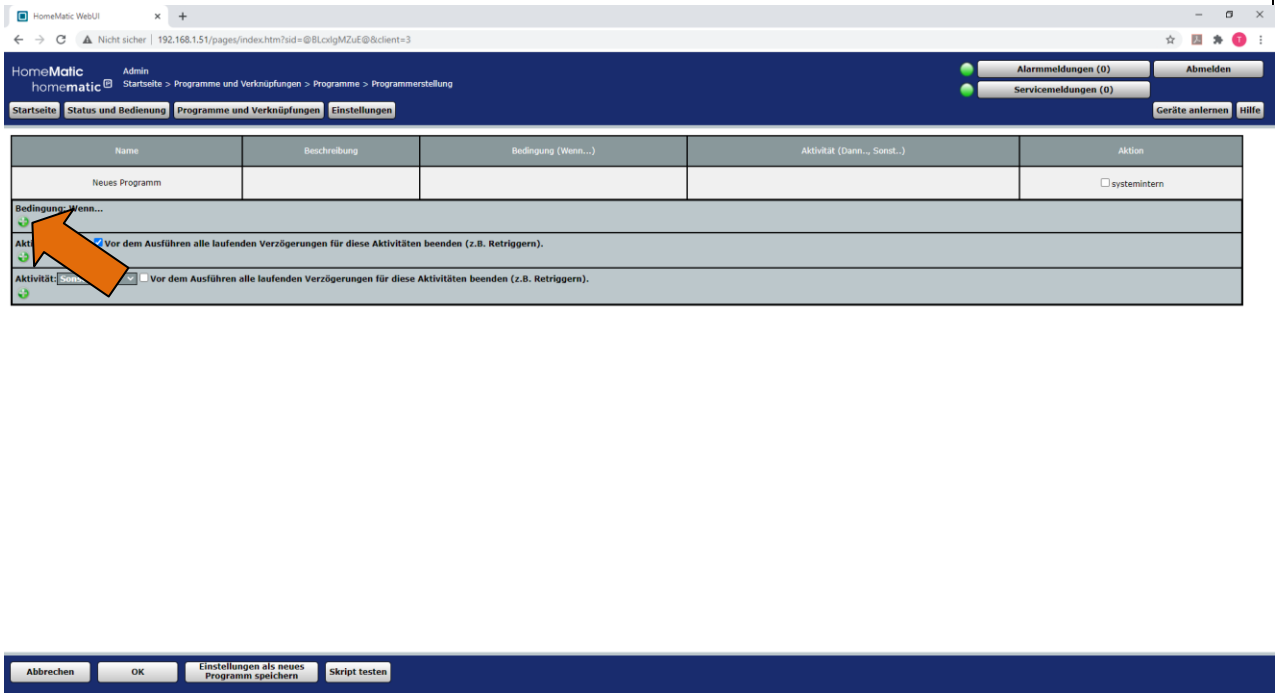 HomeMatic WebUI
Nicht sicher | 192.168.1.51/pages/index.htm?sid=@BLcxlgMZuE@&client=3
T
HomeMatic
homematic IP
Admin
Startseite > Programme und Verknüpfungen > Programme > Programmerstellung
Alarmmeldungen (0)
Abmelden
Servicemeldungen (0)
Startseite Status und Bedienung Programme und Verknüpfungen Einstellungen
Geräte anlernen Hilfe
Name Beschreibung Bedingung (Wenn...) Aktivität (Dann.., Sonst..) Aktion
Neues Programm systemintern
Bedingung: Wenn...
Vor dem Ausführen alle laufenden Verzögerungen für diese Aktivitäten beenden (z.B. Retriggern).
Aktivität: Vor dem Ausführen alle laufenden Verzögerungen für diese Aktivitäten beenden (z.B. Retriggern).
Abbrechen
OK
Einstellungen als neues
Programm speichern
Skript testen